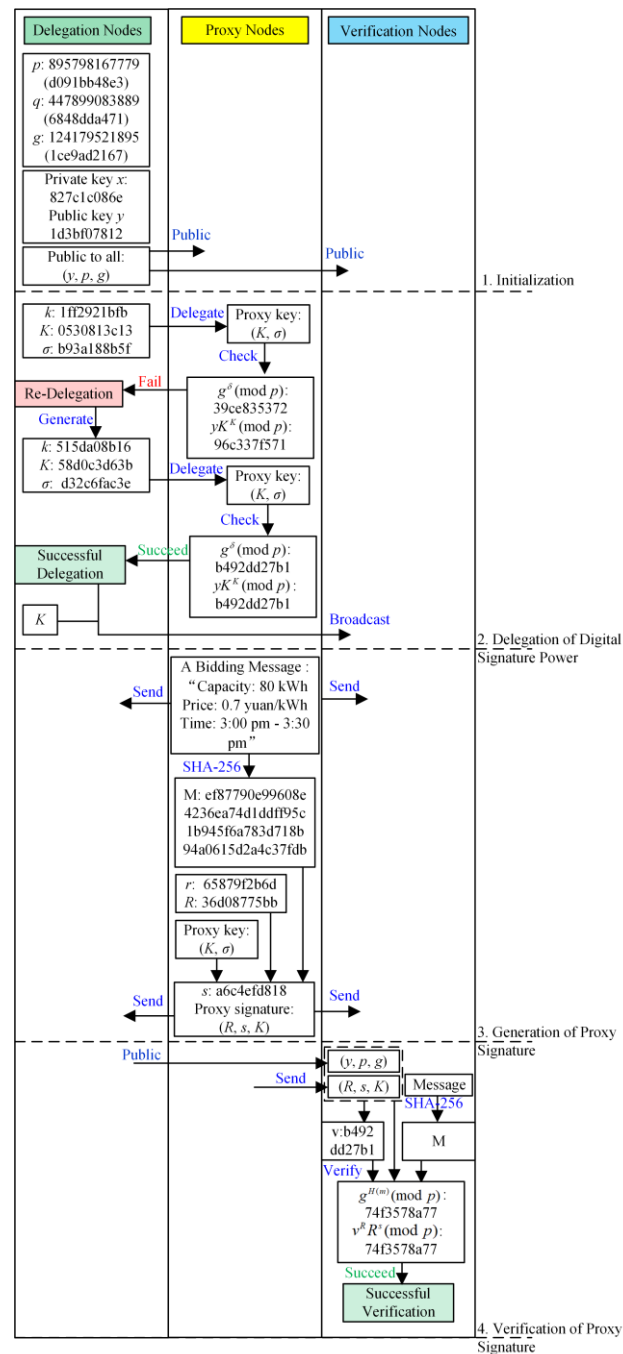 Delegation Nodes
Proxy Nodes
Verification Nodes
p: 895798167779
(d091bb48e3)
q: 447899083889
(6848dda471)
g: 124179521895
(1ce9ad2167)
Private key x:
827c1c086e
Public key y
1d3bf07812
Public to all:
(y, p, g)
Public
Public
1. Initialization
k: 1ff2921bfb
K: 0530813c13
σ: b93a188b5f
Delegate
Proxy key:
(K, σ)
Check
g^δ (mod p):
39ce835372
yK^K (mod p):
96c337f571
Fail
Re-Delegation
Generate
k: 515da08b16
K: 58d0c3d63b
σ: d32c6fac3e
Delegate
Proxy key:
(K, σ)
Check
g^δ (mod p):
b492dd27b1
yK^K (mod p):
b492dd27b1
Succeed
Successful
Delegation
K
Broadcast
2. Delegation of Digital
Signature Power
A Bidding Message :
“Capacity: 80 kWh
Price: 0.7 yuan/kWh
Time: 3:00 pm - 3:30
pm”
Send
Send
SHA-256
M: ef87790e99608e
4236ea74d1ddff95c
1b945f6a783d718b
94a0615d2a4c37fdb
r: 65879f2b6d
R: 36d08775bb
Proxy key:
(K, σ)
s: a6c4efd818
Proxy signature:
(R, s, K)
Send
Send
3. Generation of Proxy
Signature
Public
(y, p, g)
Send
(R, s, K)
Message
SHA-256
v:b492
dd27b1
M
Verify
g^H(m) (mod p):
74f3578a77
v^R R^s (mod p):
74f3578a77
Succeed
Successful
Verification
4. Verification of Proxy
Signature